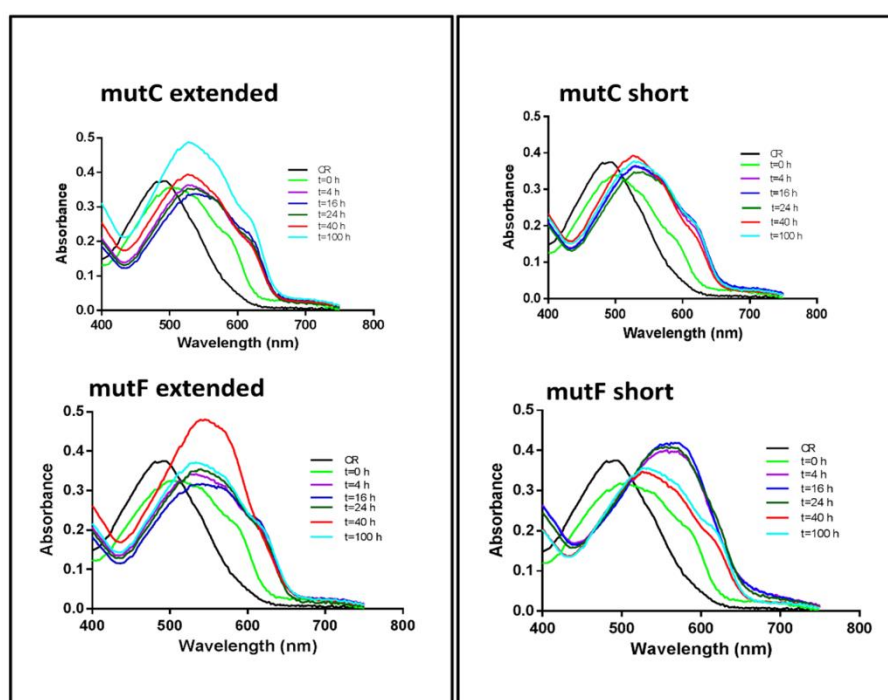 mutC extended
0.5
0.4
0.3
0.2
0.1
0.0
Absorbance
400 500 600 700 800
Wavelength (nm)
CR
t=0 h
t=4 h
t=16 h
t=24 h
t=40 h
t=100 h
mutC short
0.5
0.4
0.3
0.2
0.1
0.0
Absorbance
400 500 600 700 800
Wavelength (nm)
CR
t=0 h
t=4 h
t=16 h
t=24 h
t=40 h
t=100 h
mutF extended
0.5
0.4
0.3
0.2
0.1
0.0
Absorbance
400 500 600 700 800
Wavelength (nm)
CR
t=0 h
t=4 h
t=16 h
t=24 h
t=40 h
t=100 h
mutF short
0.5
0.4
0.3
0.2
0.1
0.0
Absorbance
400 500 600 700 800
Wavelength (nm)
CR
t=0 h
t=4 h
t=16 h
t=24 h
t=40 h
t=100 h